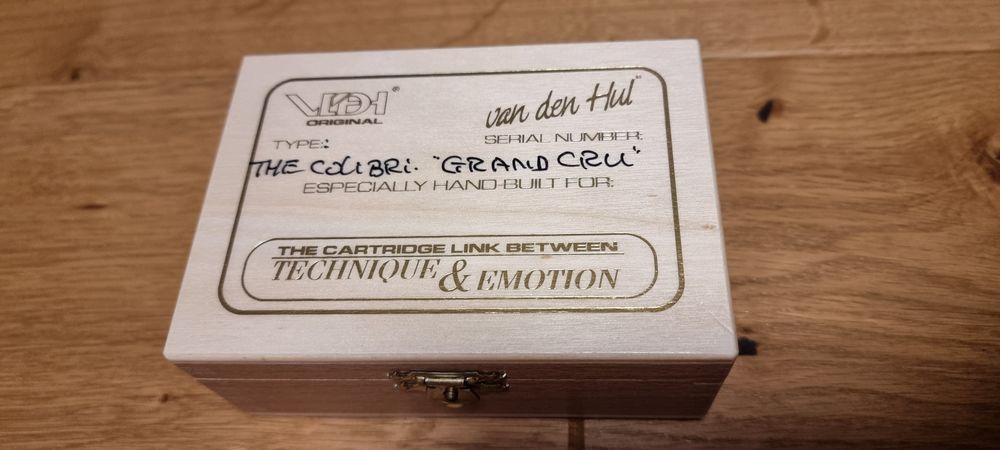 VDH® van den Hul®
ORIGINAL
TYPE: SERIAL NUMBER:
THE COLIBRI. "GRAND CRU"
ESPECIALLY HAND-BUILT FOR:
THE CARTRIDGE LINK BETWEEN
TECHNIQUE & EMOTION